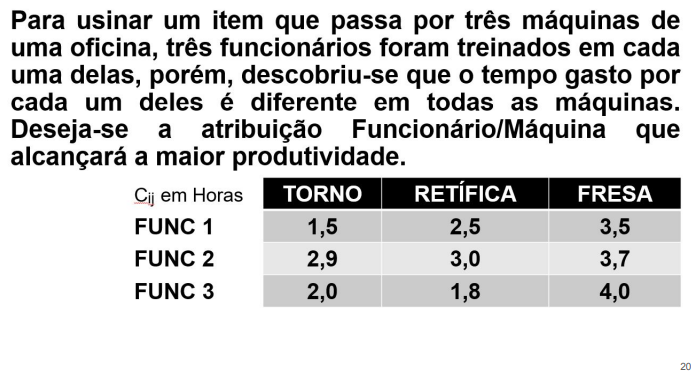 Para usinar um item que passa por três máquinas de
uma oficina, três funcionários foram treinados em cada
uma delas, porém, descobriu-se que o tempo gasto por
cada um deles é diferente em todas as máquinas.
Deseja-se a atribuição Funcionário/Máquina que
alcançará a maior produtividade.
Cij em Horas TORNO RETÍFICA FRESA
FUNC 1 1,5 2,5 3,5
FUNC 2 2,9 3,0 3,7
FUNC 3 2,0 1,8 4,0
20